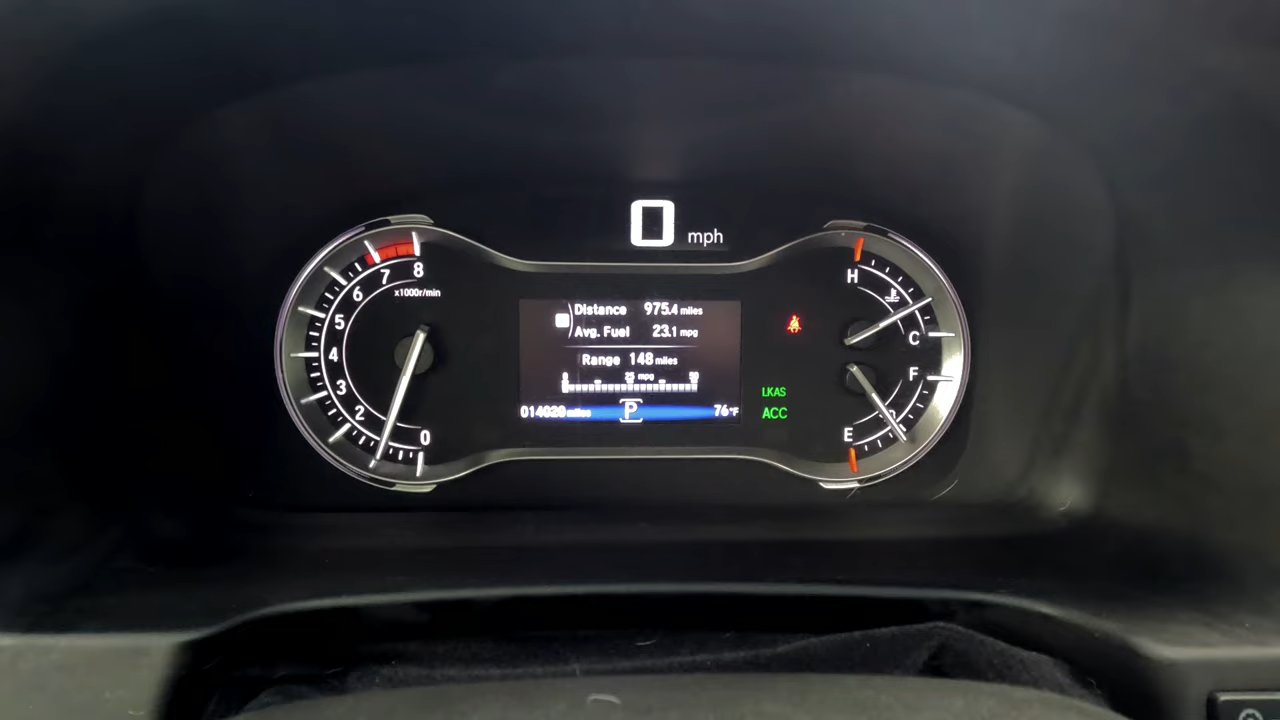 0 mph
8
7
6
5
4
3
2
0
x1000r/min
Distance 975.4 miles
Avg. Fuel 23.1 mpg
Range 148 miles
0 25 mpg 50
014020 miles P 76°F
LKAS
ACC
H
C
F
E